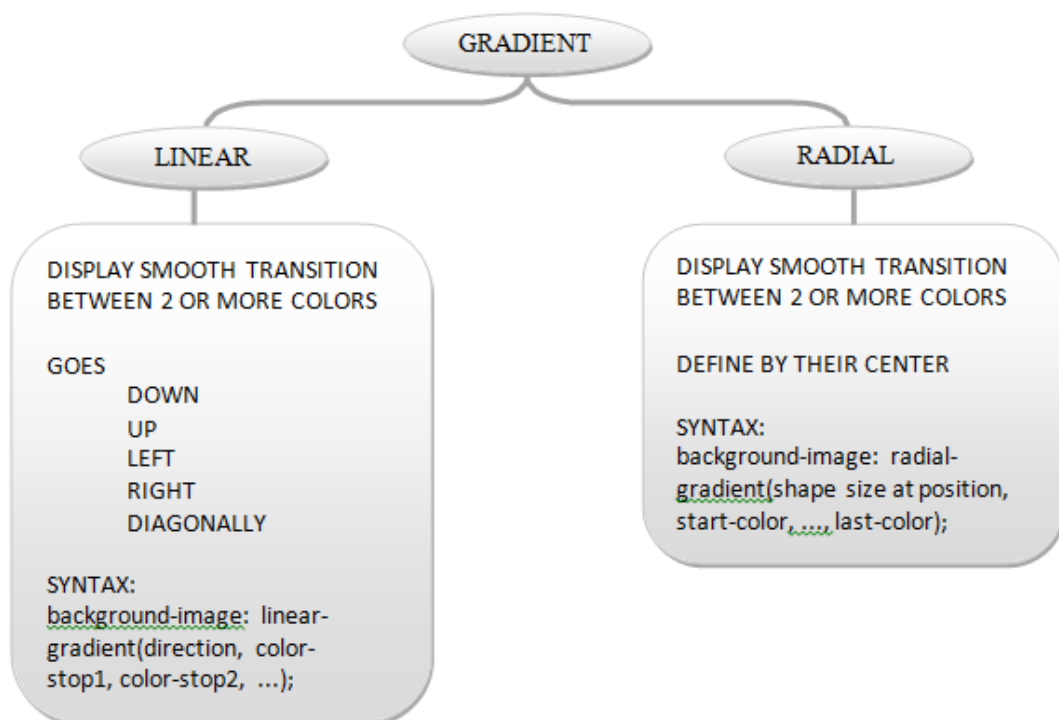 GRADIENT
LINEAR
RADIAL
DISPLAY SMOOTH TRANSITION
BETWEEN 2 OR MORE COLORS
GOES
DOWN
UP
LEFT
RIGHT
DIAGONALLY
SYNTAX:
background-image: linear-
gradient(direction, color-
stop1, color-stop2, ...);
DISPLAY SMOOTH TRANSITION
BETWEEN 2 OR MORE COLORS
DEFINE BY THEIR CENTER
SYNTAX:
background-image: radial-
gradient(shape size at position,
start-color, ..., last-color);